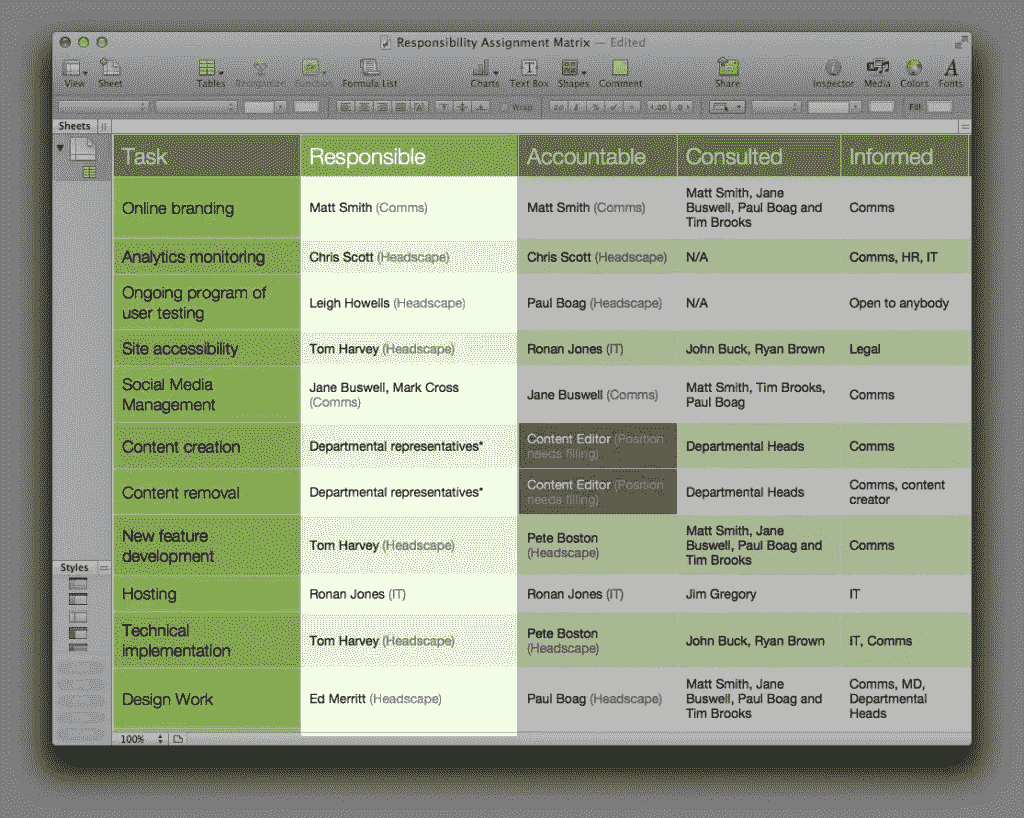 Responsibility Assignment Matrix — Edited
View Sheet Tables Reorganize Function Formula List Charts Text Box Shapes Comment Share Inspector Media Colors Fonts
Wrap Fill:
Sheets
Task Responsible Accountable Consulted Informed
Online branding Matt Smith (Comms) Matt Smith (Comms) Matt Smith, Jane
Buswell, Paul Boag and
Tim Brooks Comms
Analytics monitoring Chris Scott (Headscape) Chris Scott (Headscape) N/A Comms, HR, IT
Ongoing program of
user testing Leigh Howells (Headscape) Paul Boag (Headscape) N/A Open to anybody
Site accessibility Tom Harvey (Headscape) Ronan Jones (IT) John Buck, Ryan Brown Legal
Social Media
Management Jane Buswell, Mark Cross
(Comms) Jane Buswell (Comms) Matt Smith, Tim Brooks,
Paul Boag Comms
Content creation Departmental representatives* Content Editor (Position
needs filling) Departmental Heads Comms
Content removal Departmental representatives* Content Editor (Position
needs filling) Departmental Heads Comms, content
creator
New feature
development Tom Harvey (Headscape) Pete Boston
(Headscape) Matt Smith, Jane
Buswell, Paul Boag and
Tim Brooks Comms
Styles
Hosting Ronan Jones (IT) Ronan Jones (IT) Jim Gregory IT
Technical
implementation Tom Harvey (Headscape) Pete Boston
(Headscape) John Buck, Ryan Brown IT, Comms
Design Work Ed Merritt (Headscape) Paul Boag (Headscape) Matt Smith, Jane
Buswell, Paul Boag and
Tim Brooks Comms, MD,
Departmental
Heads
100%